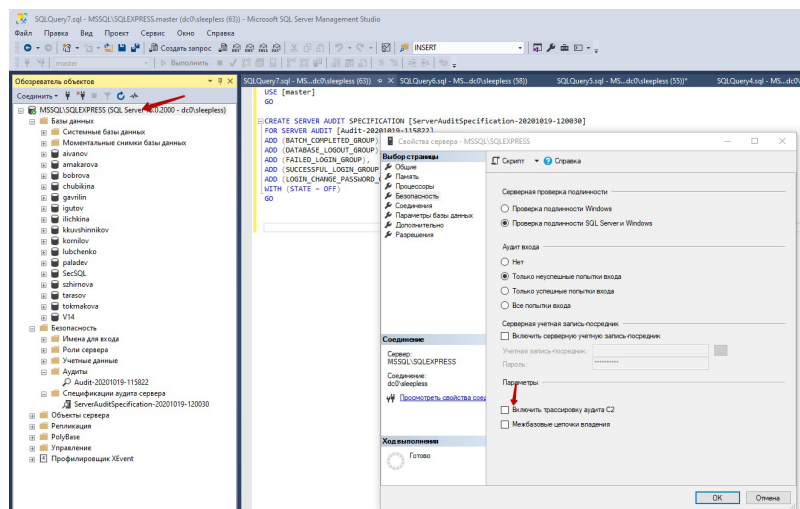 SQLQuery7.sql - MSSQL\SQLEXPRESS.master (dc0\sleepless (63)) - Microsoft SQL Server Management Studio
Файл Правка Вид Проект Сервис Окно Справка
Создать запрос INSERT
master Выполнить
Обозреватель объектов
SQLQuery7.sql - MS...dc0\sleepless (63)) SQLQuery6.sql - MS...dc0\sleepless (58)) SQLQuery5.sql - MS...dc0\sleepless (55))* SQLQuery4.sql - MS...dc0\
Соединить
MSSQL\SQLEXPRESS (SQL Server .0.2000 - dc0\sleepless)
Базы данных
Системные базы данных
Моментальные снимки базы данных
aivanov
amakarova
bobrova
chubikina
gavrilin
igutov
ilichkina
kkuvshinnikov
kornilov
lubchenko
paladev
SecSQL
szhirnova
tarasov
tokmakova
V14
Безопасность
Имена для входа
Роли сервера
Учетные данные
Аудиты
Audit-20201019-115822
Спецификации аудита сервера
ServerAuditSpecification-20201019-120030
Объекты сервера
Репликация
PolyBase
Управление
Профилировщик XEvent
USE [master]
GO
CREATE SERVER AUDIT SPECIFICATION [ServerAuditSpecification-20201019-120030]
FOR SERVER AUDIT [Audit-20201019-115822]
ADD (BATCH_COMPLETED_GROUP)
ADD (DATABASE_LOGOUT_GROUP)
ADD (FAILED_LOGIN_GROUP),
ADD (SUCCESSFUL_LOGIN_GROUP
ADD (LOGIN_CHANGE_PASSWORD_
WITH (STATE = OFF)
GO
Свойства сервера - MSSQL\SQLEXPRESS
Выбор страницы
Общие
Память
Процессоры
Безопасность
Соединения
Параметры базы данных
Дополнительно
Разрешения
Соединение
Сервер:
MSSQL\SQLEXPRESS
Соединение:
dc0\sleepless
Просмотреть свойства соед
Ход выполнения
Готово
Скрипт Справка
Серверная проверка подлинности
Проверка подлинности Windows
Проверка подлинности SQL Server и Windows
Аудит входа
Нет
Только неуспешные попытки входа
Только успешные попытки входа
Все попытки входа
Серверная учетная запись-посредник
Включить серверную учетную запись-посредник
Учетная запись-посредник:
Пароль: **********
Параметры
Включить трассировку аудита C2
Межбазовые цепочки владения
OK Отмена